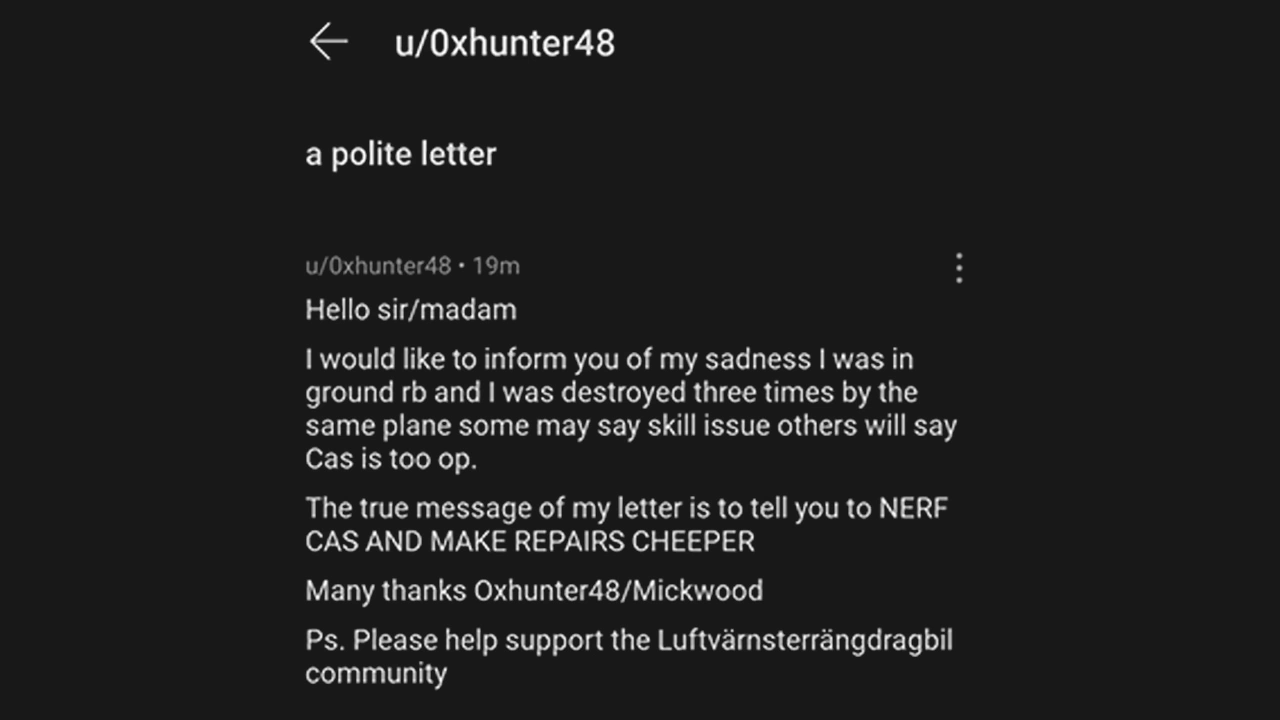 u/0xhunter48
a polite letter
u/0xhunter48 • 19m
Hello sir/madam
I would like to inform you of my sadness I was in
ground rb and I was destroyed three times by the
same plane some may say skill issue others will say
Cas is too op.
The true message of my letter is to tell you to NERF
CAS AND MAKE REPAIRS CHEEPER
Many thanks Oxhunter48/Mickwood
Ps. Please help support the Luftvärnsterrängdragbil
community